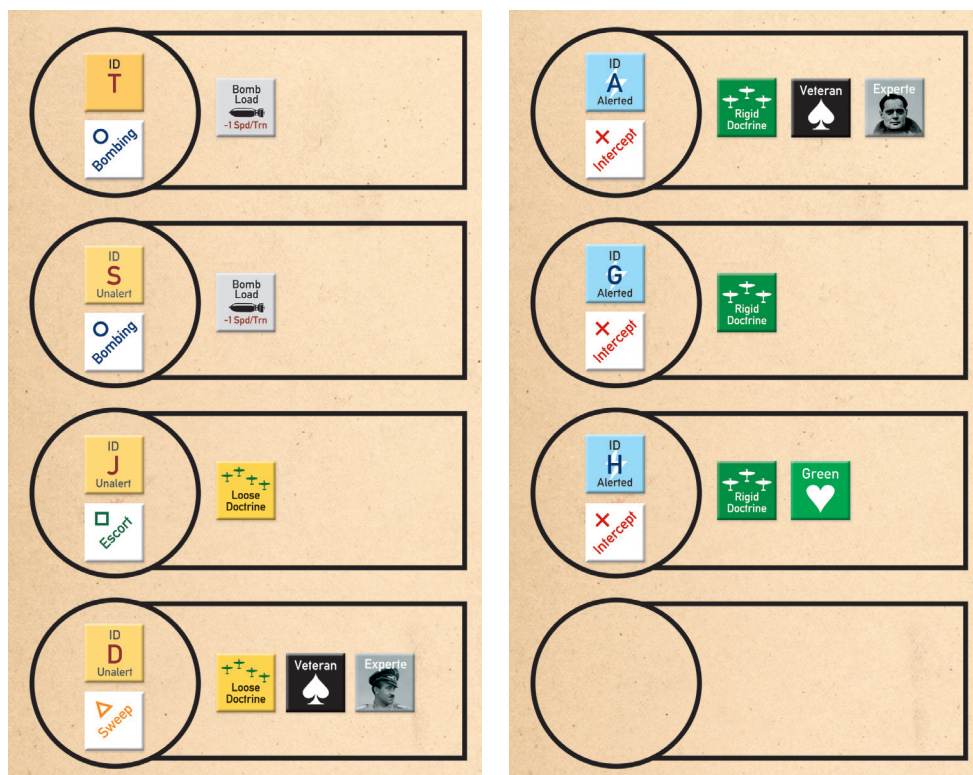 ID
T
Bombing
Bomb
Load
-1 Spd/Trn
ID
S
Unalert
Bombing
Bomb
Load
-1 Spd/Trn
ID
J
Unalert
Escort
Loose
Doctrine
ID
D
Unalert
Sweep
Loose
Doctrine
Veteran
Experte
ID
A
Alerted
Intercept
Rigid
Doctrine
Veteran
Experte
ID
G
Alerted
Intercept
Rigid
Doctrine
ID
H
Alerted
Intercept
Rigid
Doctrine
Green